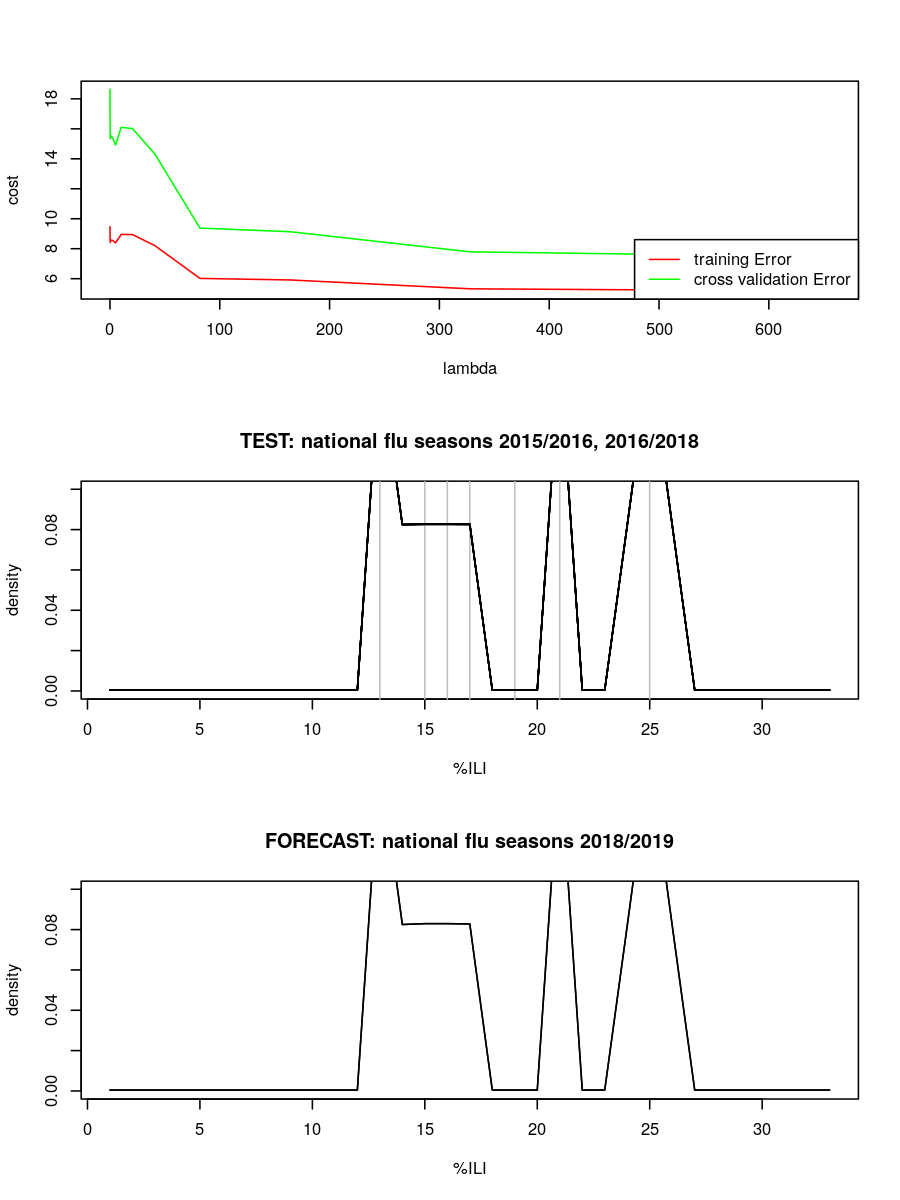 18
14
10
8
6
cost
training Error
cross validation Error
0 100 200 300 400 500 600
lambda
TEST: national flu seasons 2015/2016, 2016/2018
0.08
0.04
0.00
density
0 5 10 15 20 25 30
%ILI
FORECAST: national flu seasons 2018/2019
0.08
0.04
0.00
density
0 5 10 15 20 25 30
%ILI